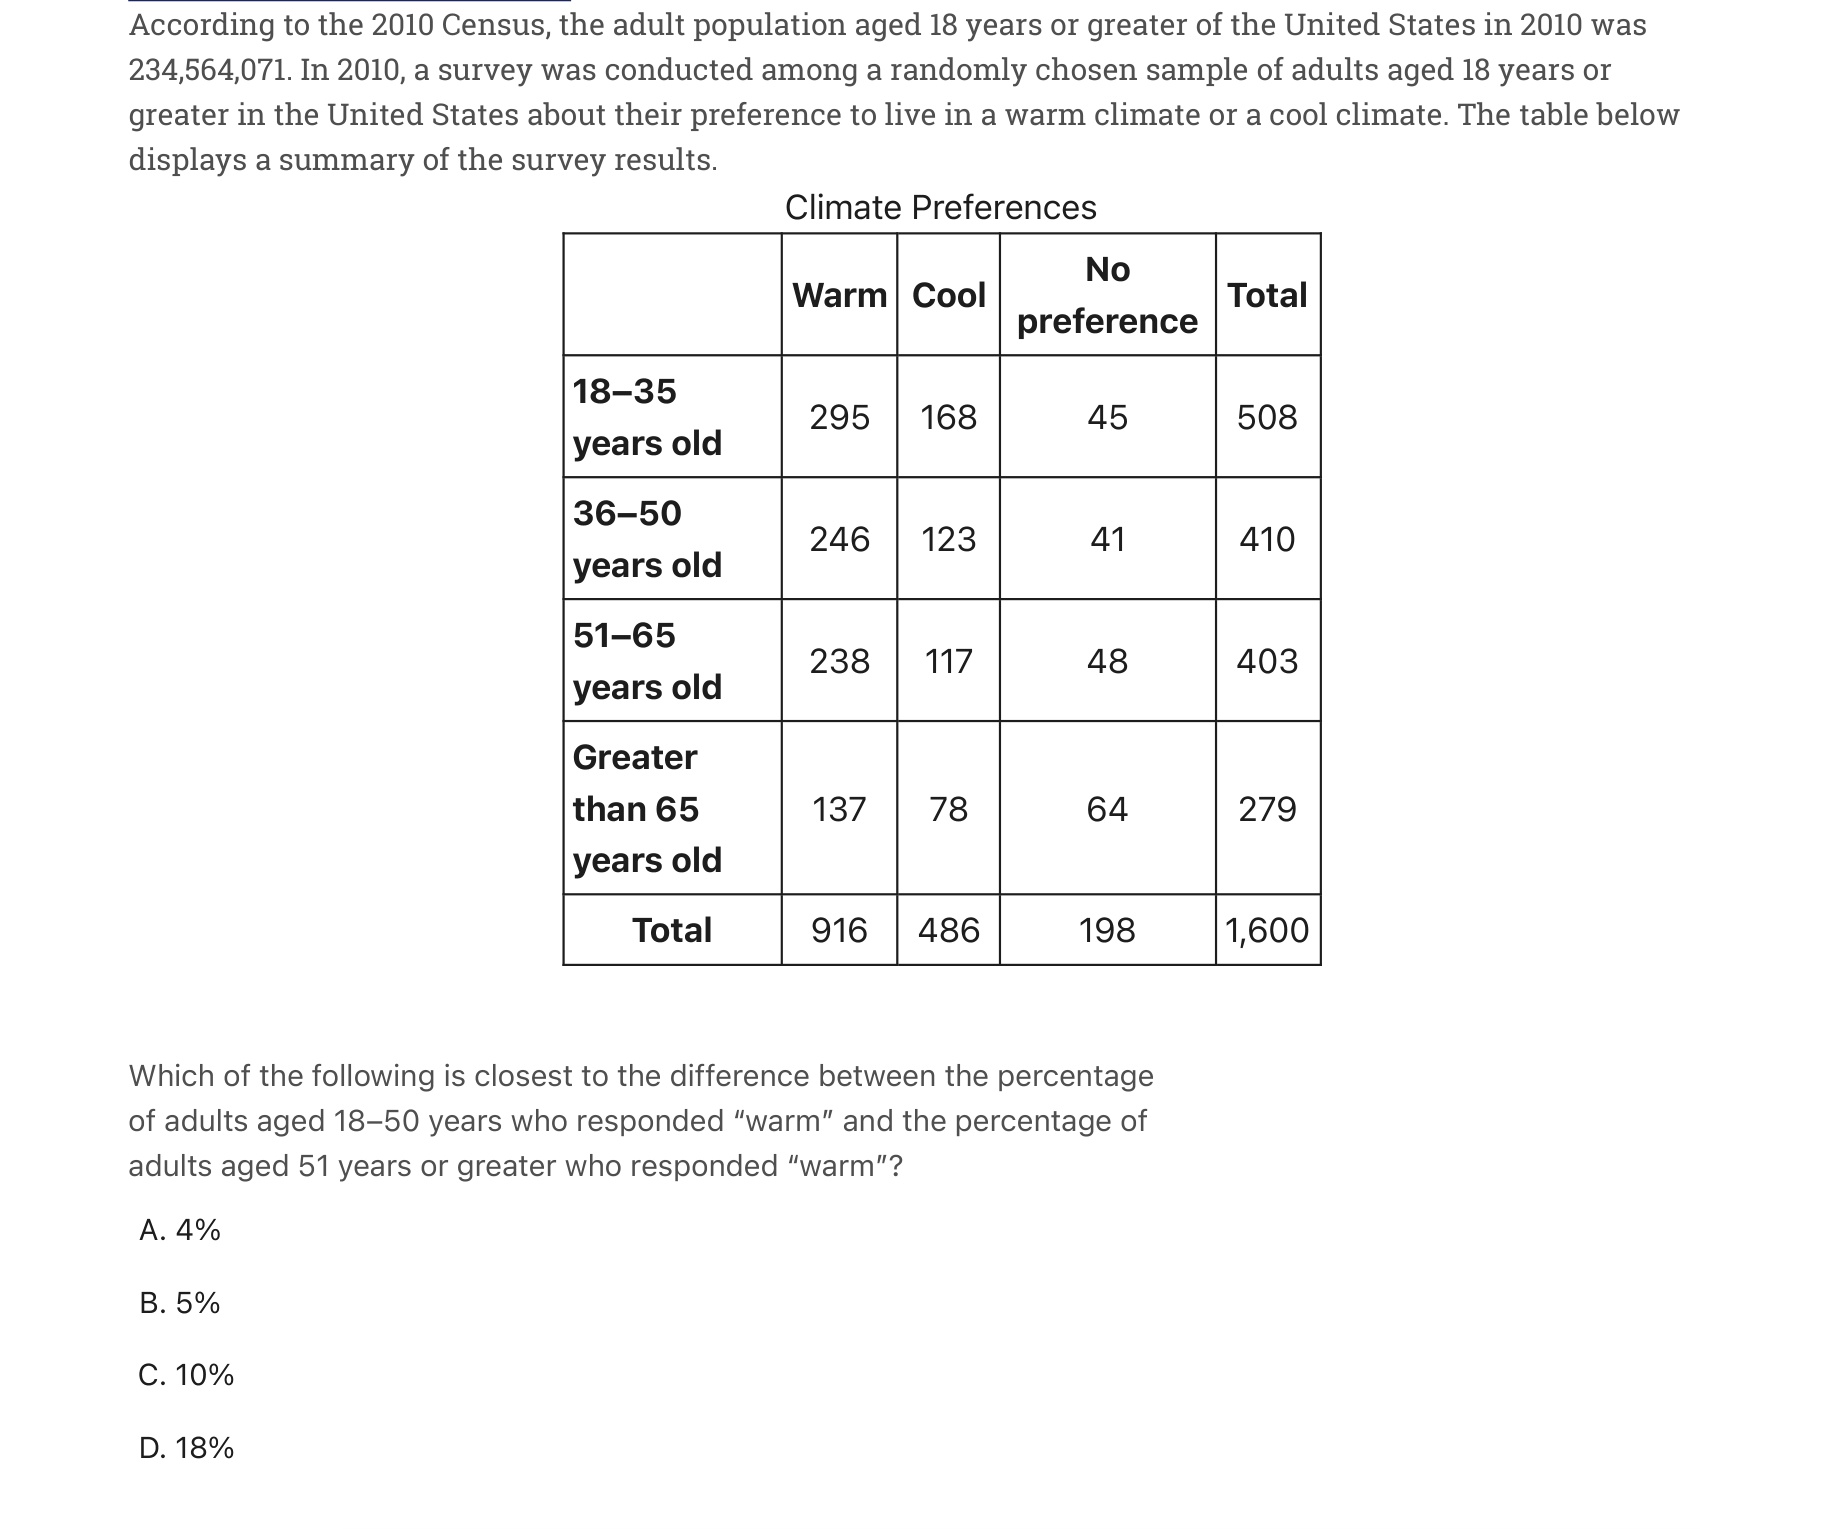 According to the 2010 Census, the adult population aged 18 years or greater of the United States in 2010 was
234,564,071. In 2010, a survey was conducted among a randomly chosen sample of adults aged 18 years or
greater in the United States about their preference to live in a warm climate or a cool climate. The table below
displays a summary of the survey results.
Climate Preferences
Warm Cool No preference Total
18–35 years old 295 168 45 508
36–50 years old 246 123 41 410
51–65 years old 238 117 48 403
Greater than 65 years old 137 78 64 279
Total 916 486 198 1,600
Which of the following is closest to the difference between the percentage
of adults aged 18–50 years who responded “warm” and the percentage of
adults aged 51 years or greater who responded “warm”?
A. 4%
B. 5%
C. 10%
D. 18%